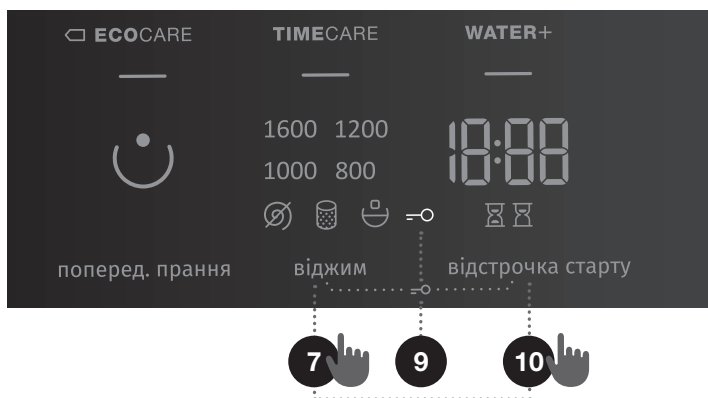 ECOCARE TIMECARE WATER+
1600 1200
1000 800
18:88
поперед. прання віджим відстрочка старту
7 9 10